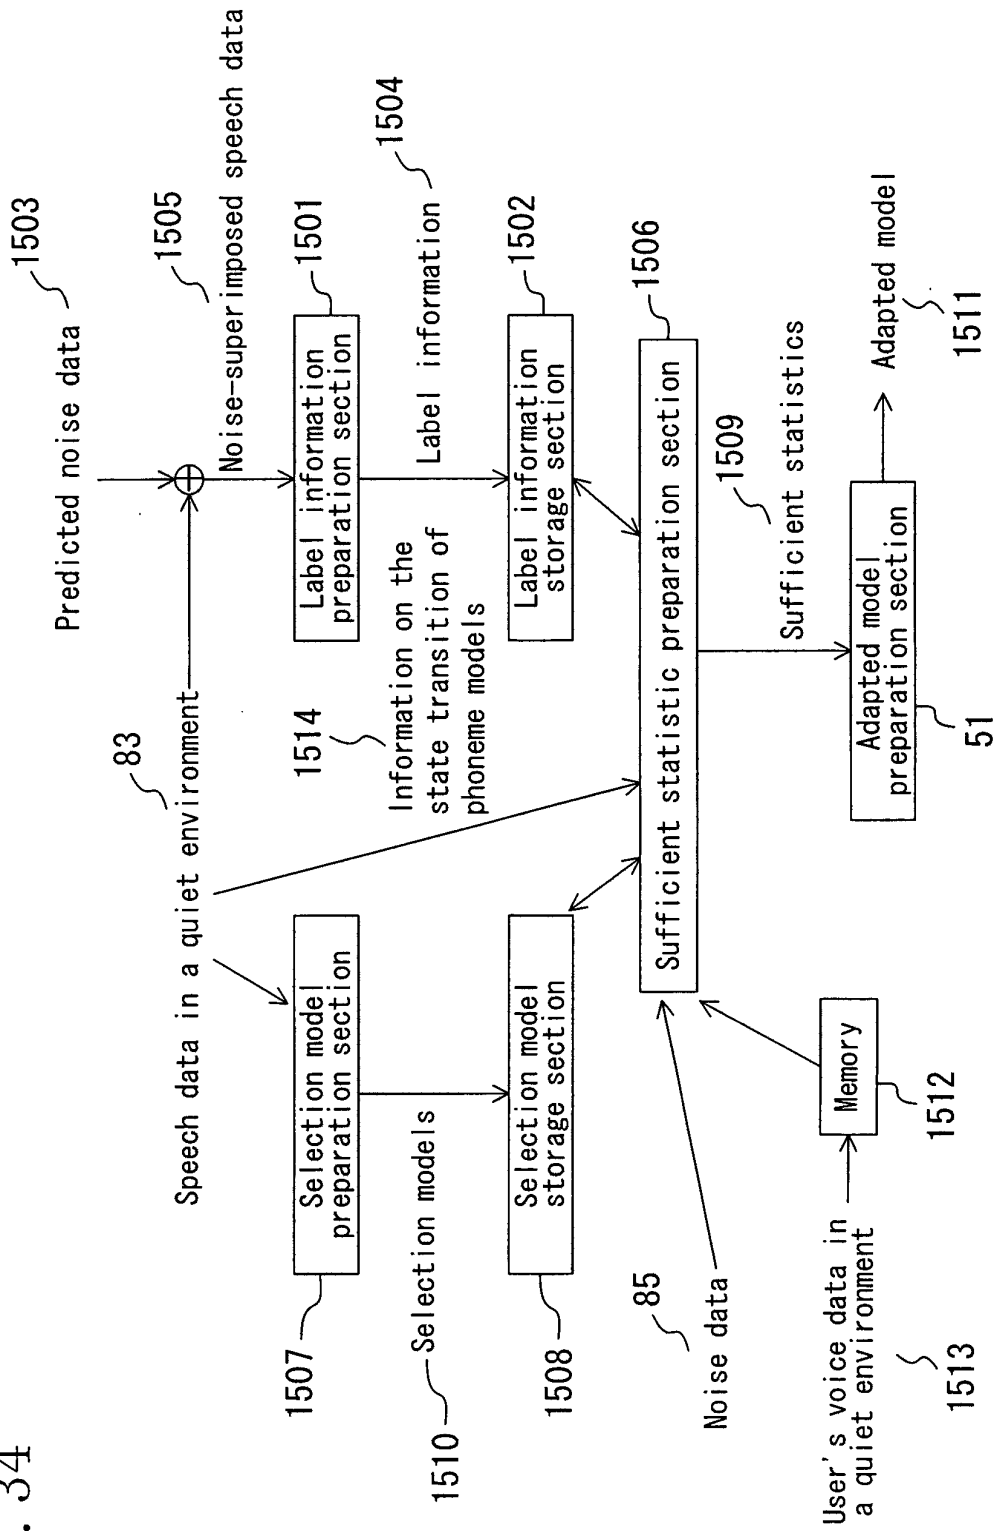 . 34
Predicted noise data
1503
Speech data in a quiet environment
83
1505
Noise-superimposed speech data
Selection model
preparation section
1507
Label information
preparation section
1501
1510
Selection models
1514
Information on the
state transition of
phoneme models
Label information
1504
Selection model
storage section
1508
Label information
storage section
1502
85
Noise data
Sufficient statistic preparation section
1506
1509
Sufficient statistics
User's voice data in
a quiet environment
1513
Memory
1512
Adapted model
preparation section
51
Adapted model
1511